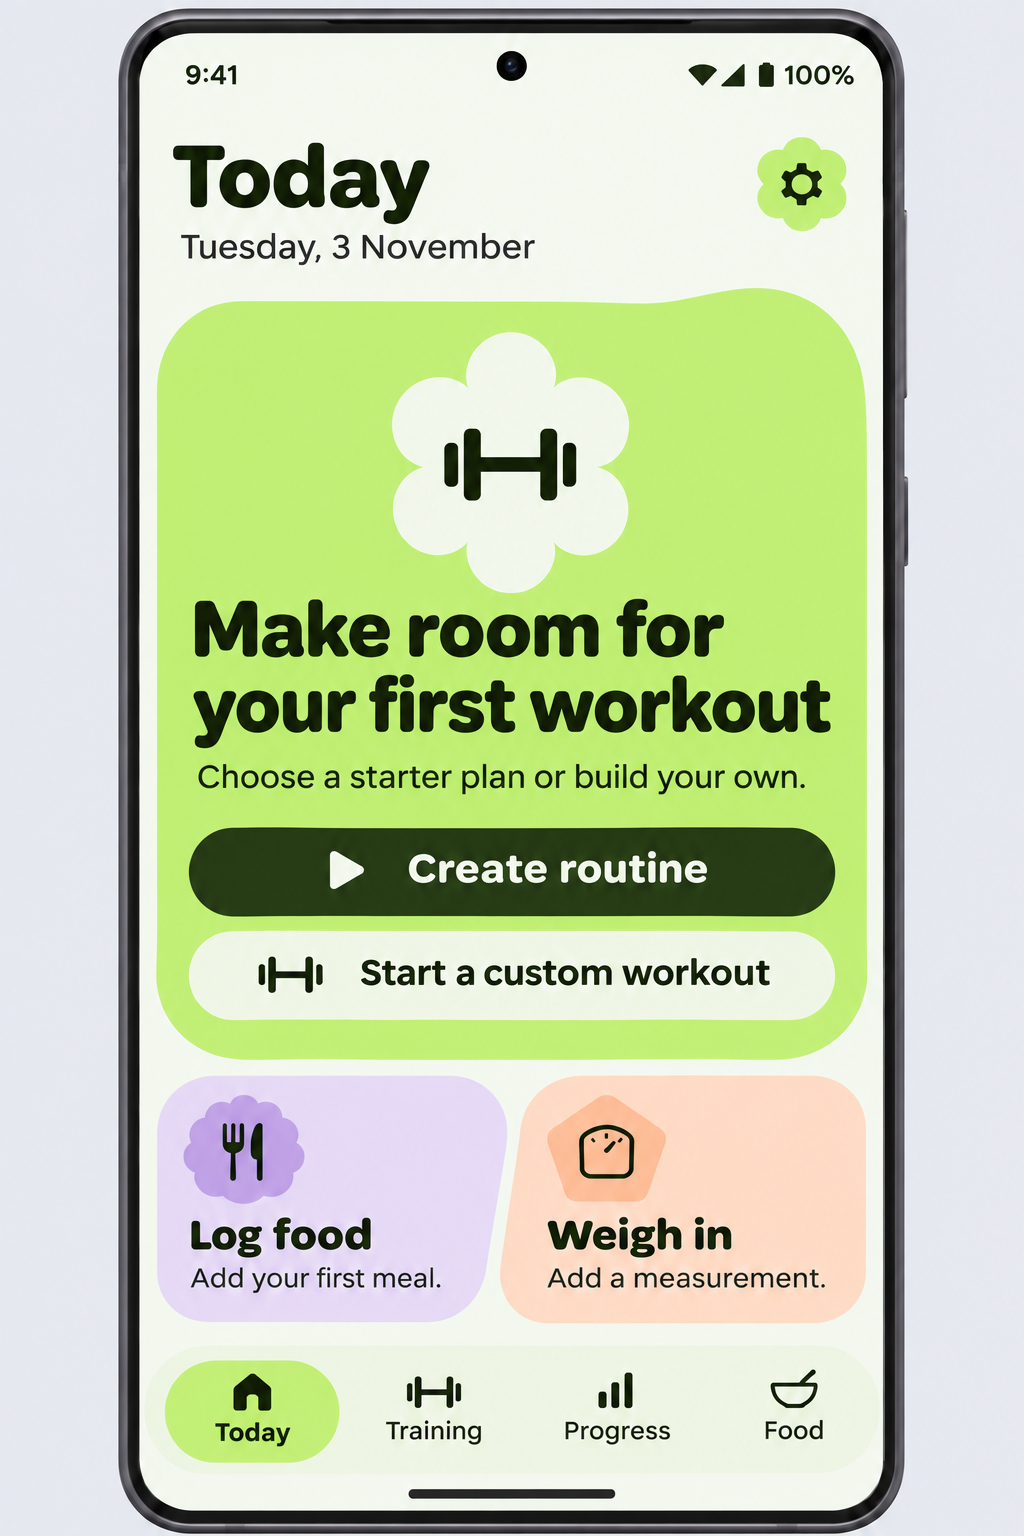 9:41
100%
Today
Tuesday, 3 November
Make room for
your first workout
Choose a starter plan or build your own.
Create routine
Start a custom workout
Log food
Add your first meal.
Weigh in
Add a measurement.
Today
Training
Progress
Food